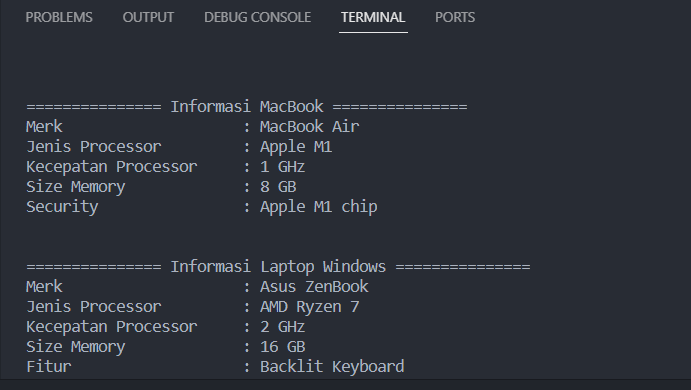 PROBLEMS OUTPUT DEBUG CONSOLE TERMINAL PORTS
=============== Informasi MacBook ===============
Merk : MacBook Air
Jenis Processor : Apple M1
Kecepatan Processor : 1 GHz
Size Memory : 8 GB
Security : Apple M1 chip
=============== Informasi Laptop Windows ===============
Merk : Asus ZenBook
Jenis Processor : AMD Ryzen 7
Kecepatan Processor : 2 GHz
Size Memory : 16 GB
Fitur : Backlit Keyboard